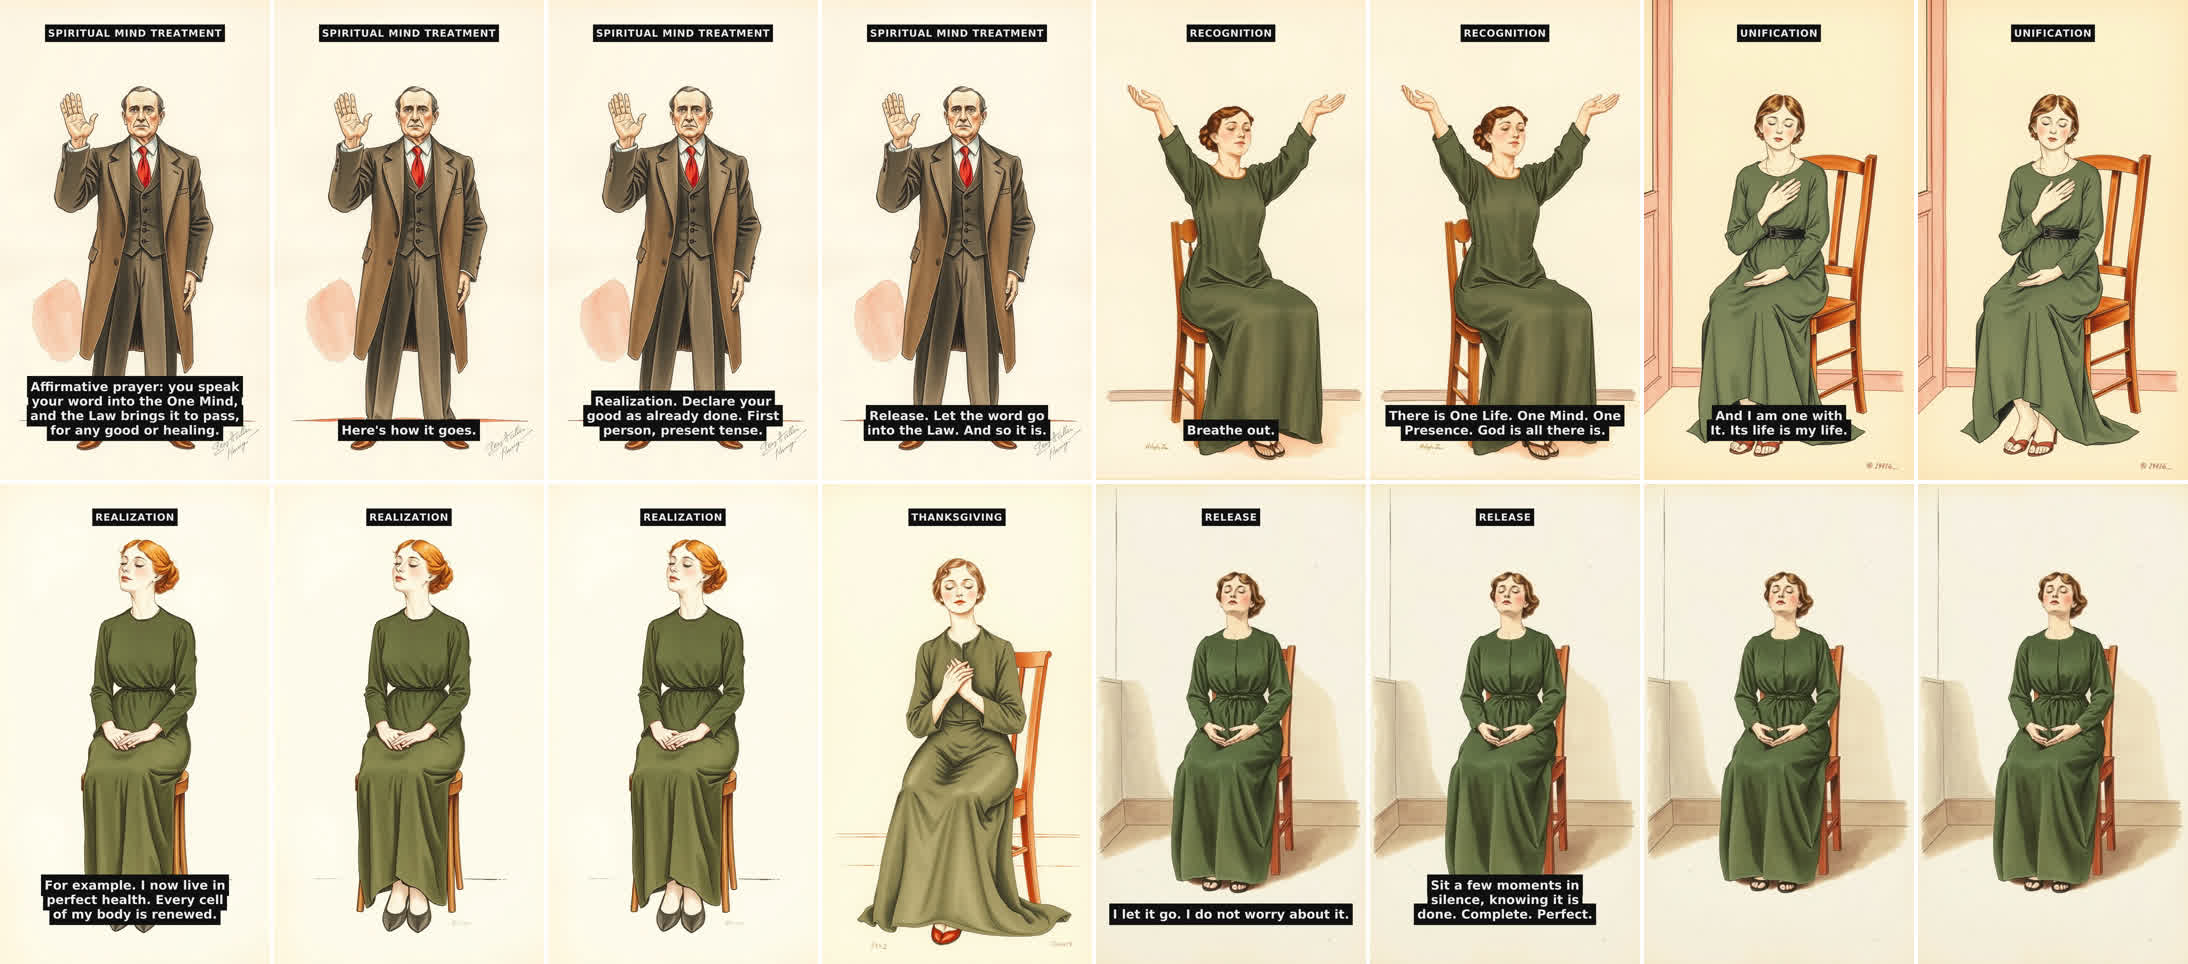 SPIRITUAL MIND TREATMENT
Affirmative prayer: you speak
your word into the One Mind,
and the Law brings it to pass,
for any good or healing.
SPIRITUAL MIND TREATMENT
Here's how it goes.
SPIRITUAL MIND TREATMENT
Realization. Declare your
good as already done. First
person, present tense.
SPIRITUAL MIND TREATMENT
Release. Let the word go
into the Law. And so it is.
RECOGNITION
Breathe out.
RECOGNITION
There is One Life. One Mind. One
Presence. God is all there is.
UNIFICATION
And I am one with
It. Its life is my life.
UNIFICATION
REALIZATION
For example. I now live in
perfect health. Every cell
of my body is renewed.
REALIZATION
REALIZATION
THANKSGIVING
RELEASE
I let it go. I do not worry about it.
RELEASE
Sit a few moments in
silence, knowing it is
done. Complete. Perfect.